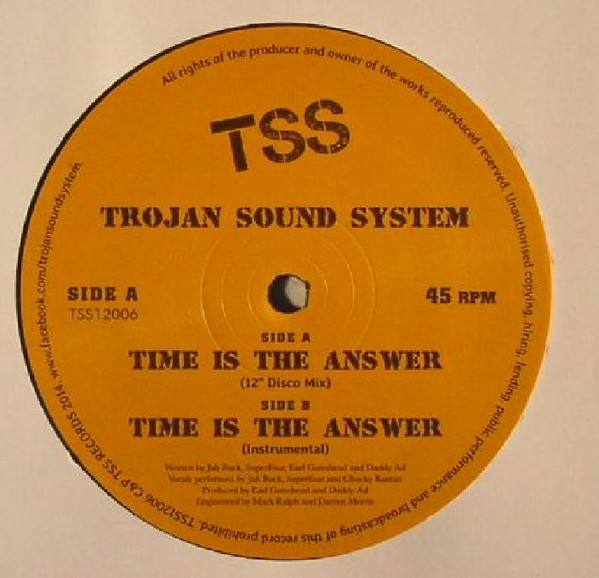 All rights of the producer and owner of the works reproduced reserved. Unauthorised copying, hiring, lending, public performance and broadcasting of this record prohibited. TSS12006 C&P TSS RECORDS 2014. www.facebook.com/trojansoundsystem.
TSS
TROJAN SOUND SYSTEM
SIDE A
TSS12006
45 RPM
SIDE A
TIME IS THE ANSWER
(12" Disco Mix)
SIDE B
TIME IS THE ANSWER
(Instrumental)
Written by Jah Buck, Superfour, Earl Gateshead and Daddy Ad
Vocals performed by Jah Buck, Superfour and Chucky Bantan
Produced by Earl Gateshead and Daddy Ad
Engineered by Mark Ralph and Darren Morris